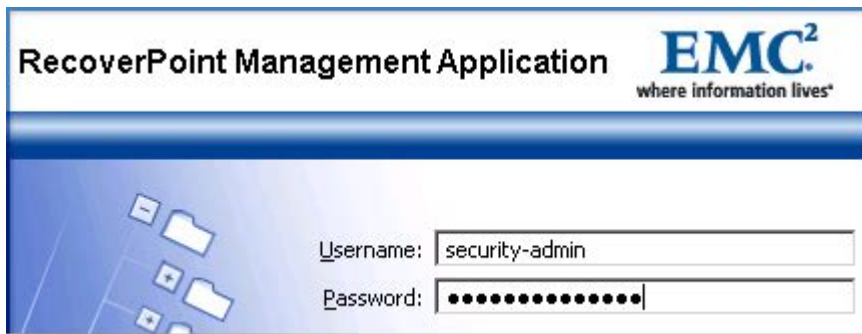 RecoverPoint Management Application
EMC²
where information lives®
Username: security-admin
Password: ●●●●●●●●●●●●●●